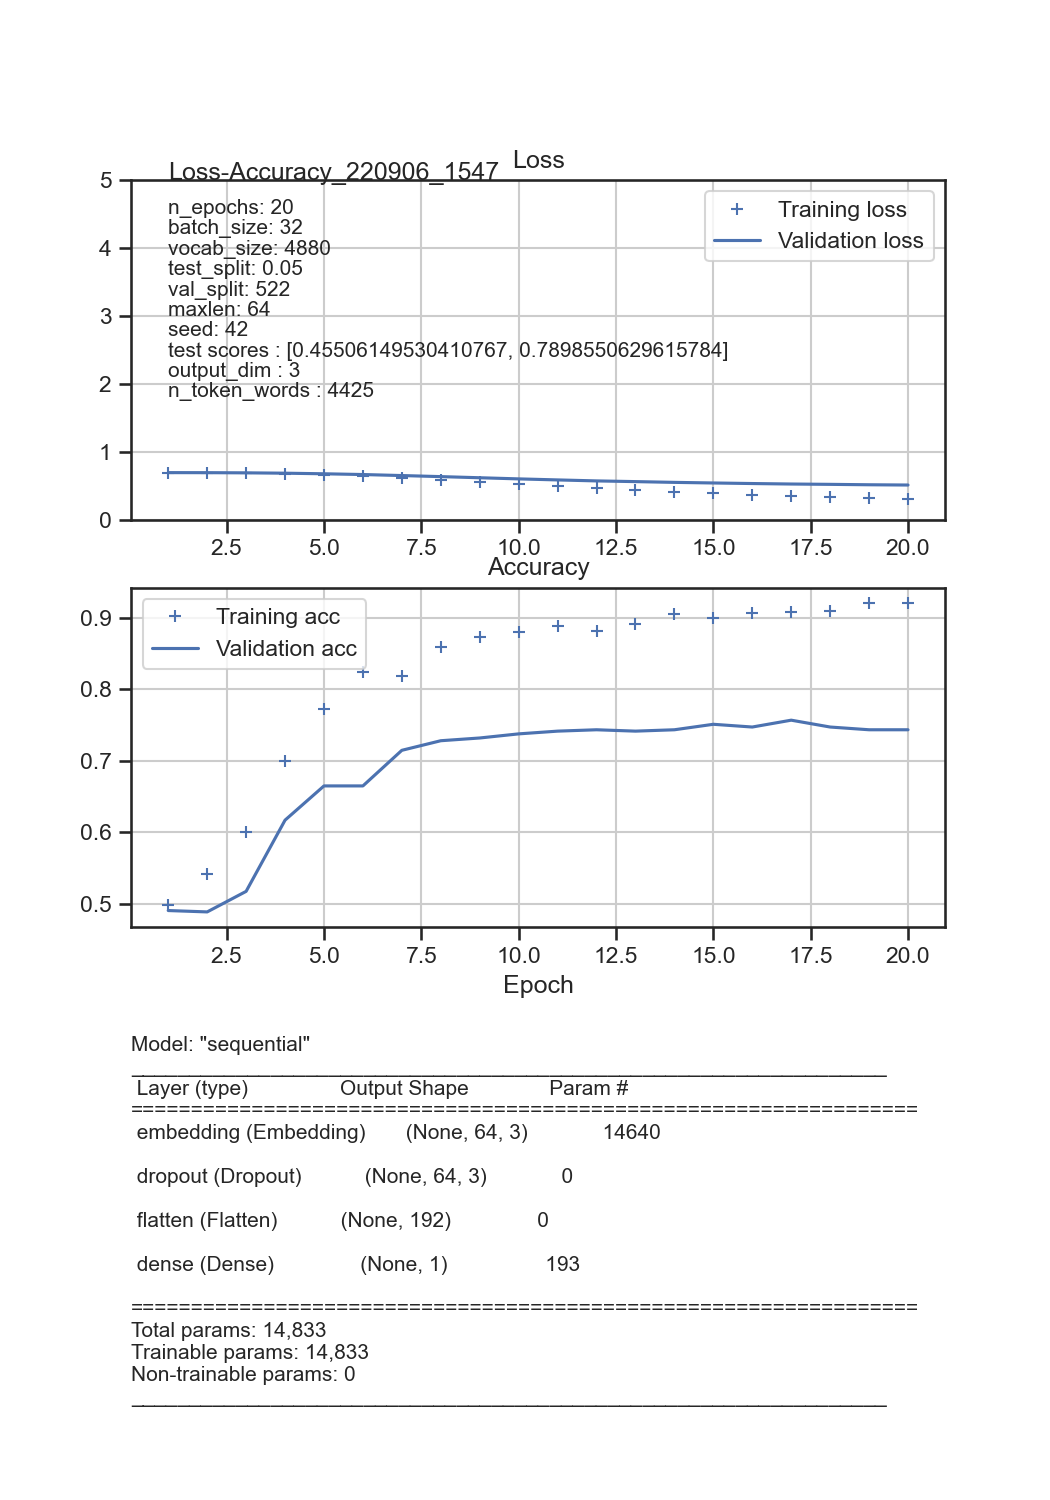 Loss
Loss-Accuracy_220906_1547
5
4
3
2
1
0
n_epochs: 20
batch_size: 32
vocab_size: 4880
test_split: 0.05
val_split: 522
maxlen: 64
seed: 42
test scores : [0.45506149530410767, 0.7898550629615784]
output_dim : 3
n_token_words : 4425
Training loss
Validation loss
2.5 5.0 7.5 10.0 12.5 15.0 17.5 20.0
Accuracy
0.9
0.8
0.7
0.6
0.5
Training acc
Validation acc
2.5 5.0 7.5 10.0 12.5 15.0 17.5 20.0
Epoch
Model: "sequential"
_________________________________________________________________
Layer (type) Output Shape Param #
=================================================================
embedding (Embedding) (None, 64, 3) 14640
dropout (Dropout) (None, 64, 3) 0
flatten (Flatten) (None, 192) 0
dense (Dense) (None, 1) 193
=================================================================
Total params: 14,833
Trainable params: 14,833
Non-trainable params: 0
_________________________________________________________________